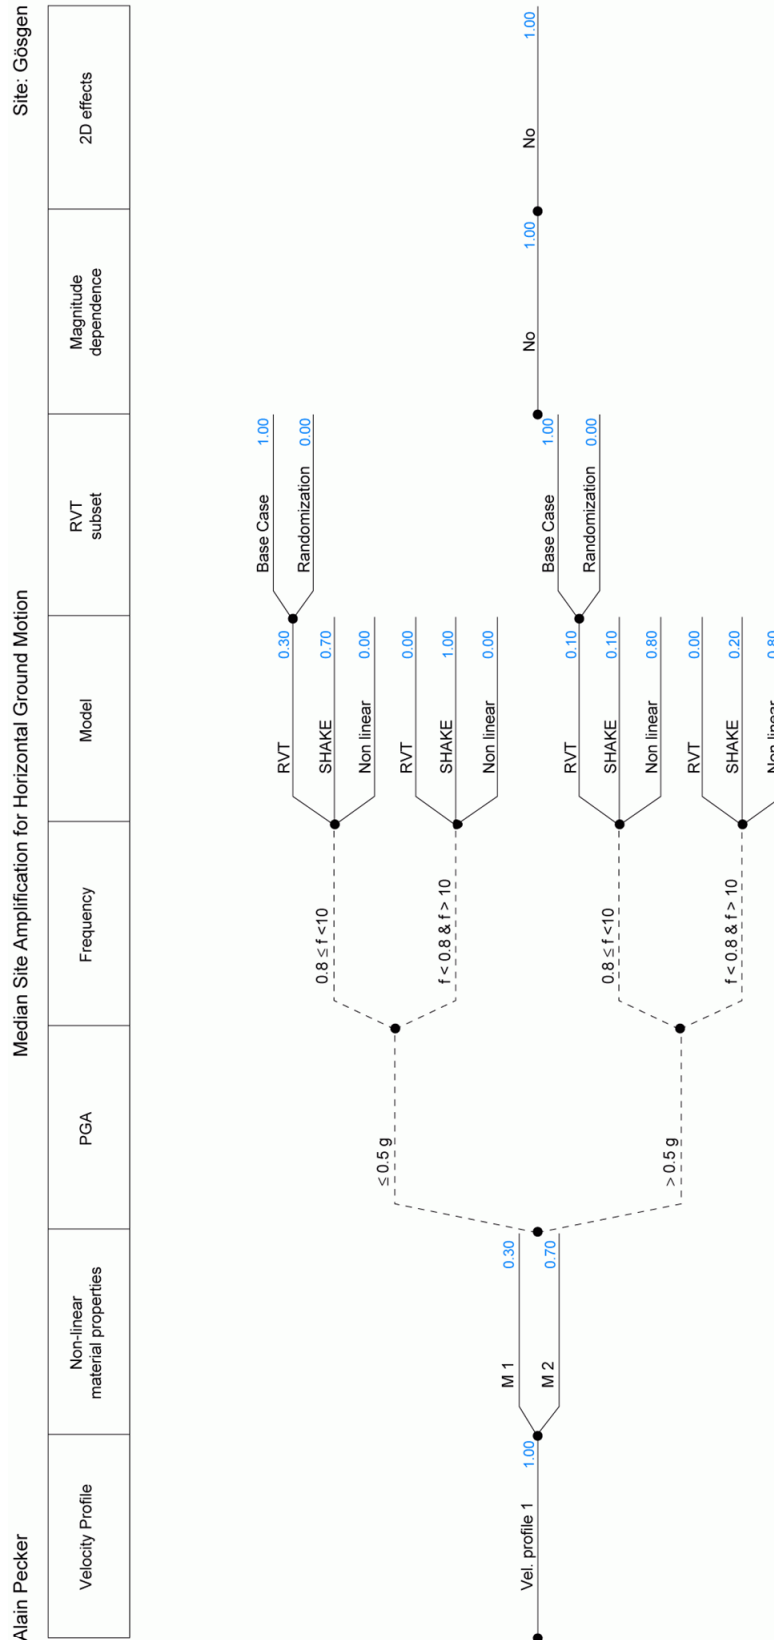 Alain Pecker
Median Site Amplification for Horizontal Ground Motion
Site: Gösgen
Velocity Profile
Non-linear
material properties
PGA
Frequency
Model
RVT
subset
Magnitude
dependence
2D effects
Vel. profile 1
1.00
M 1
0.30
M 2
0.70
≤ 0.5 g
> 0.5 g
0.8 ≤ f <10
f < 0.8 & f > 10
0.8 ≤ f <10
f < 0.8 & f > 10
RVT
0.30
SHAKE
0.70
Non linear
0.00
RVT
0.00
SHAKE
1.00
Non linear
0.00
RVT
0.10
SHAKE
0.10
Non linear
0.80
RVT
0.00
SHAKE
0.20
Non linear
0.80
Base Case
1.00
Randomization
0.00
Base Case
1.00
Randomization
0.00
No
1.00
No
1.00